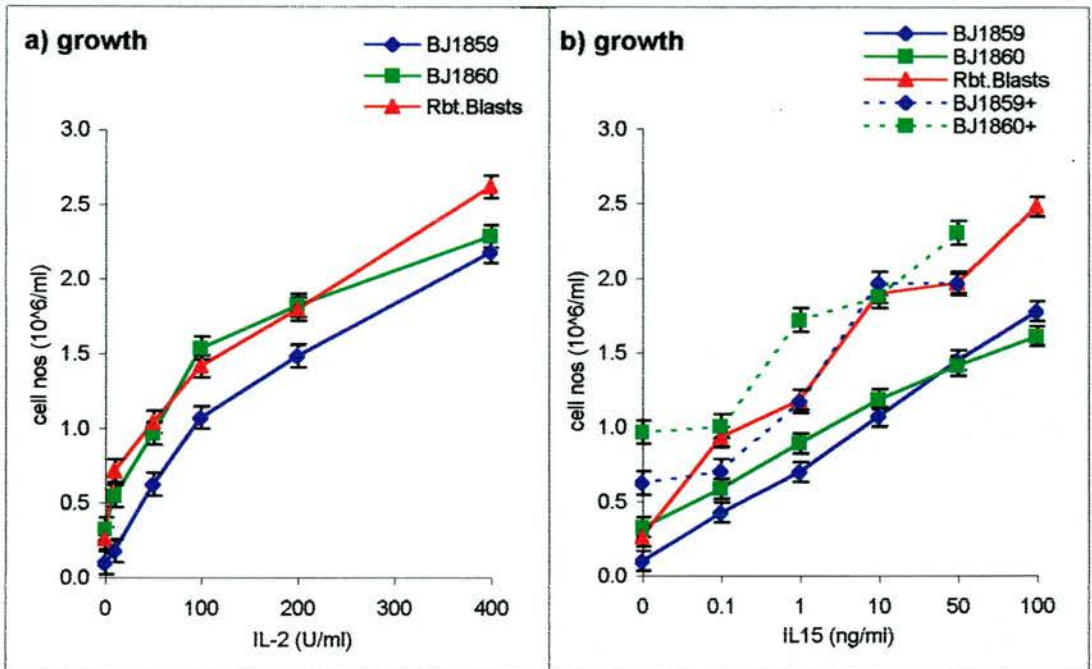 a) growth
BJ1859
BJ1860
Rbt.Blasts
3.0
2.5
2.0
1.5
1.0
0.5
0.0
cell nos (10^6/ml)
0 100 200 300 400
IL-2 (U/ml)
b) growth
BJ1859
BJ1860
Rbt.Blasts
BJ1859+
BJ1860+
3.0
2.5
2.0
1.5
1.0
0.5
0.0
cell nos (10^6/ml)
0 0.1 1 10 50 100
IL15 (ng/ml)